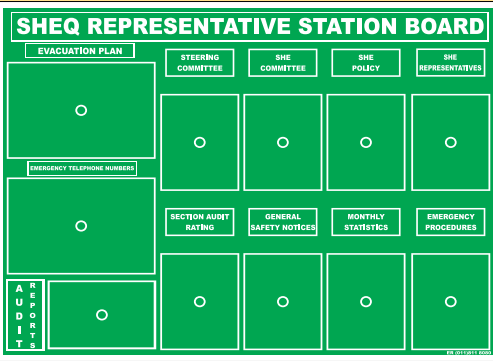 SHEQ REPRESENTATIVE STATION BOARD
EVACUATION PLAN
STEERING
COMMITTEE
SHE
COMMITTEE
SHE
POLICY
SHE
REPRESENTATIVES
EMERGENCY TELEPHONE NUMBERS
SECTION AUDIT
RATING
GENERAL
SAFETY NOTICES
MONTHLY
STATISTICS
EMERGENCY
PROCEDURES
AUDIT
REPORTS